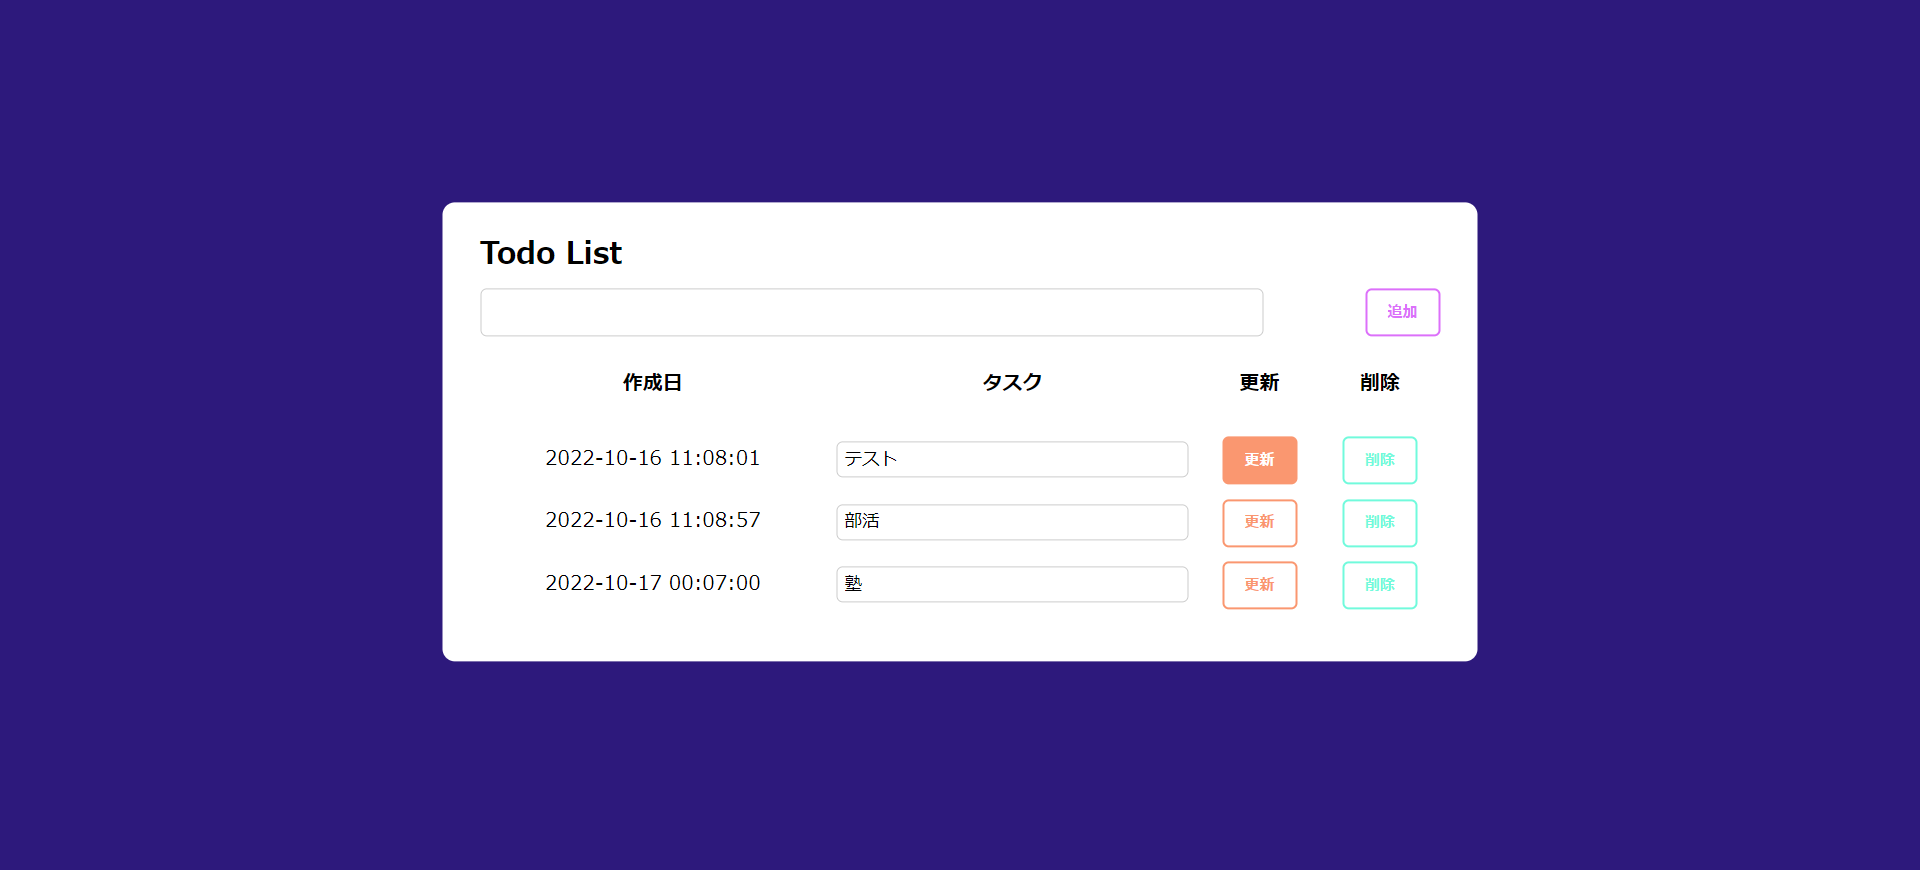 Todo List
追加
作成日 タスク 更新 削除
2022-10-16 11:08:01 テスト 更新 削除
2022-10-16 11:08:57 部活 更新 削除
2022-10-17 00:07:00 塾 更新 削除